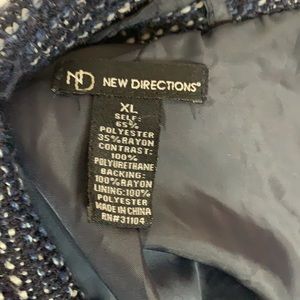 ND NEW DIRECTIONS®
XL
SELF:
65%
POLYESTER
35%RAYON
CONTRAST:
100%
POLYURETHANE
BACKING:
100%RAYON
LINING:100%
POLYESTER
MADE IN CHINA
RN#31104